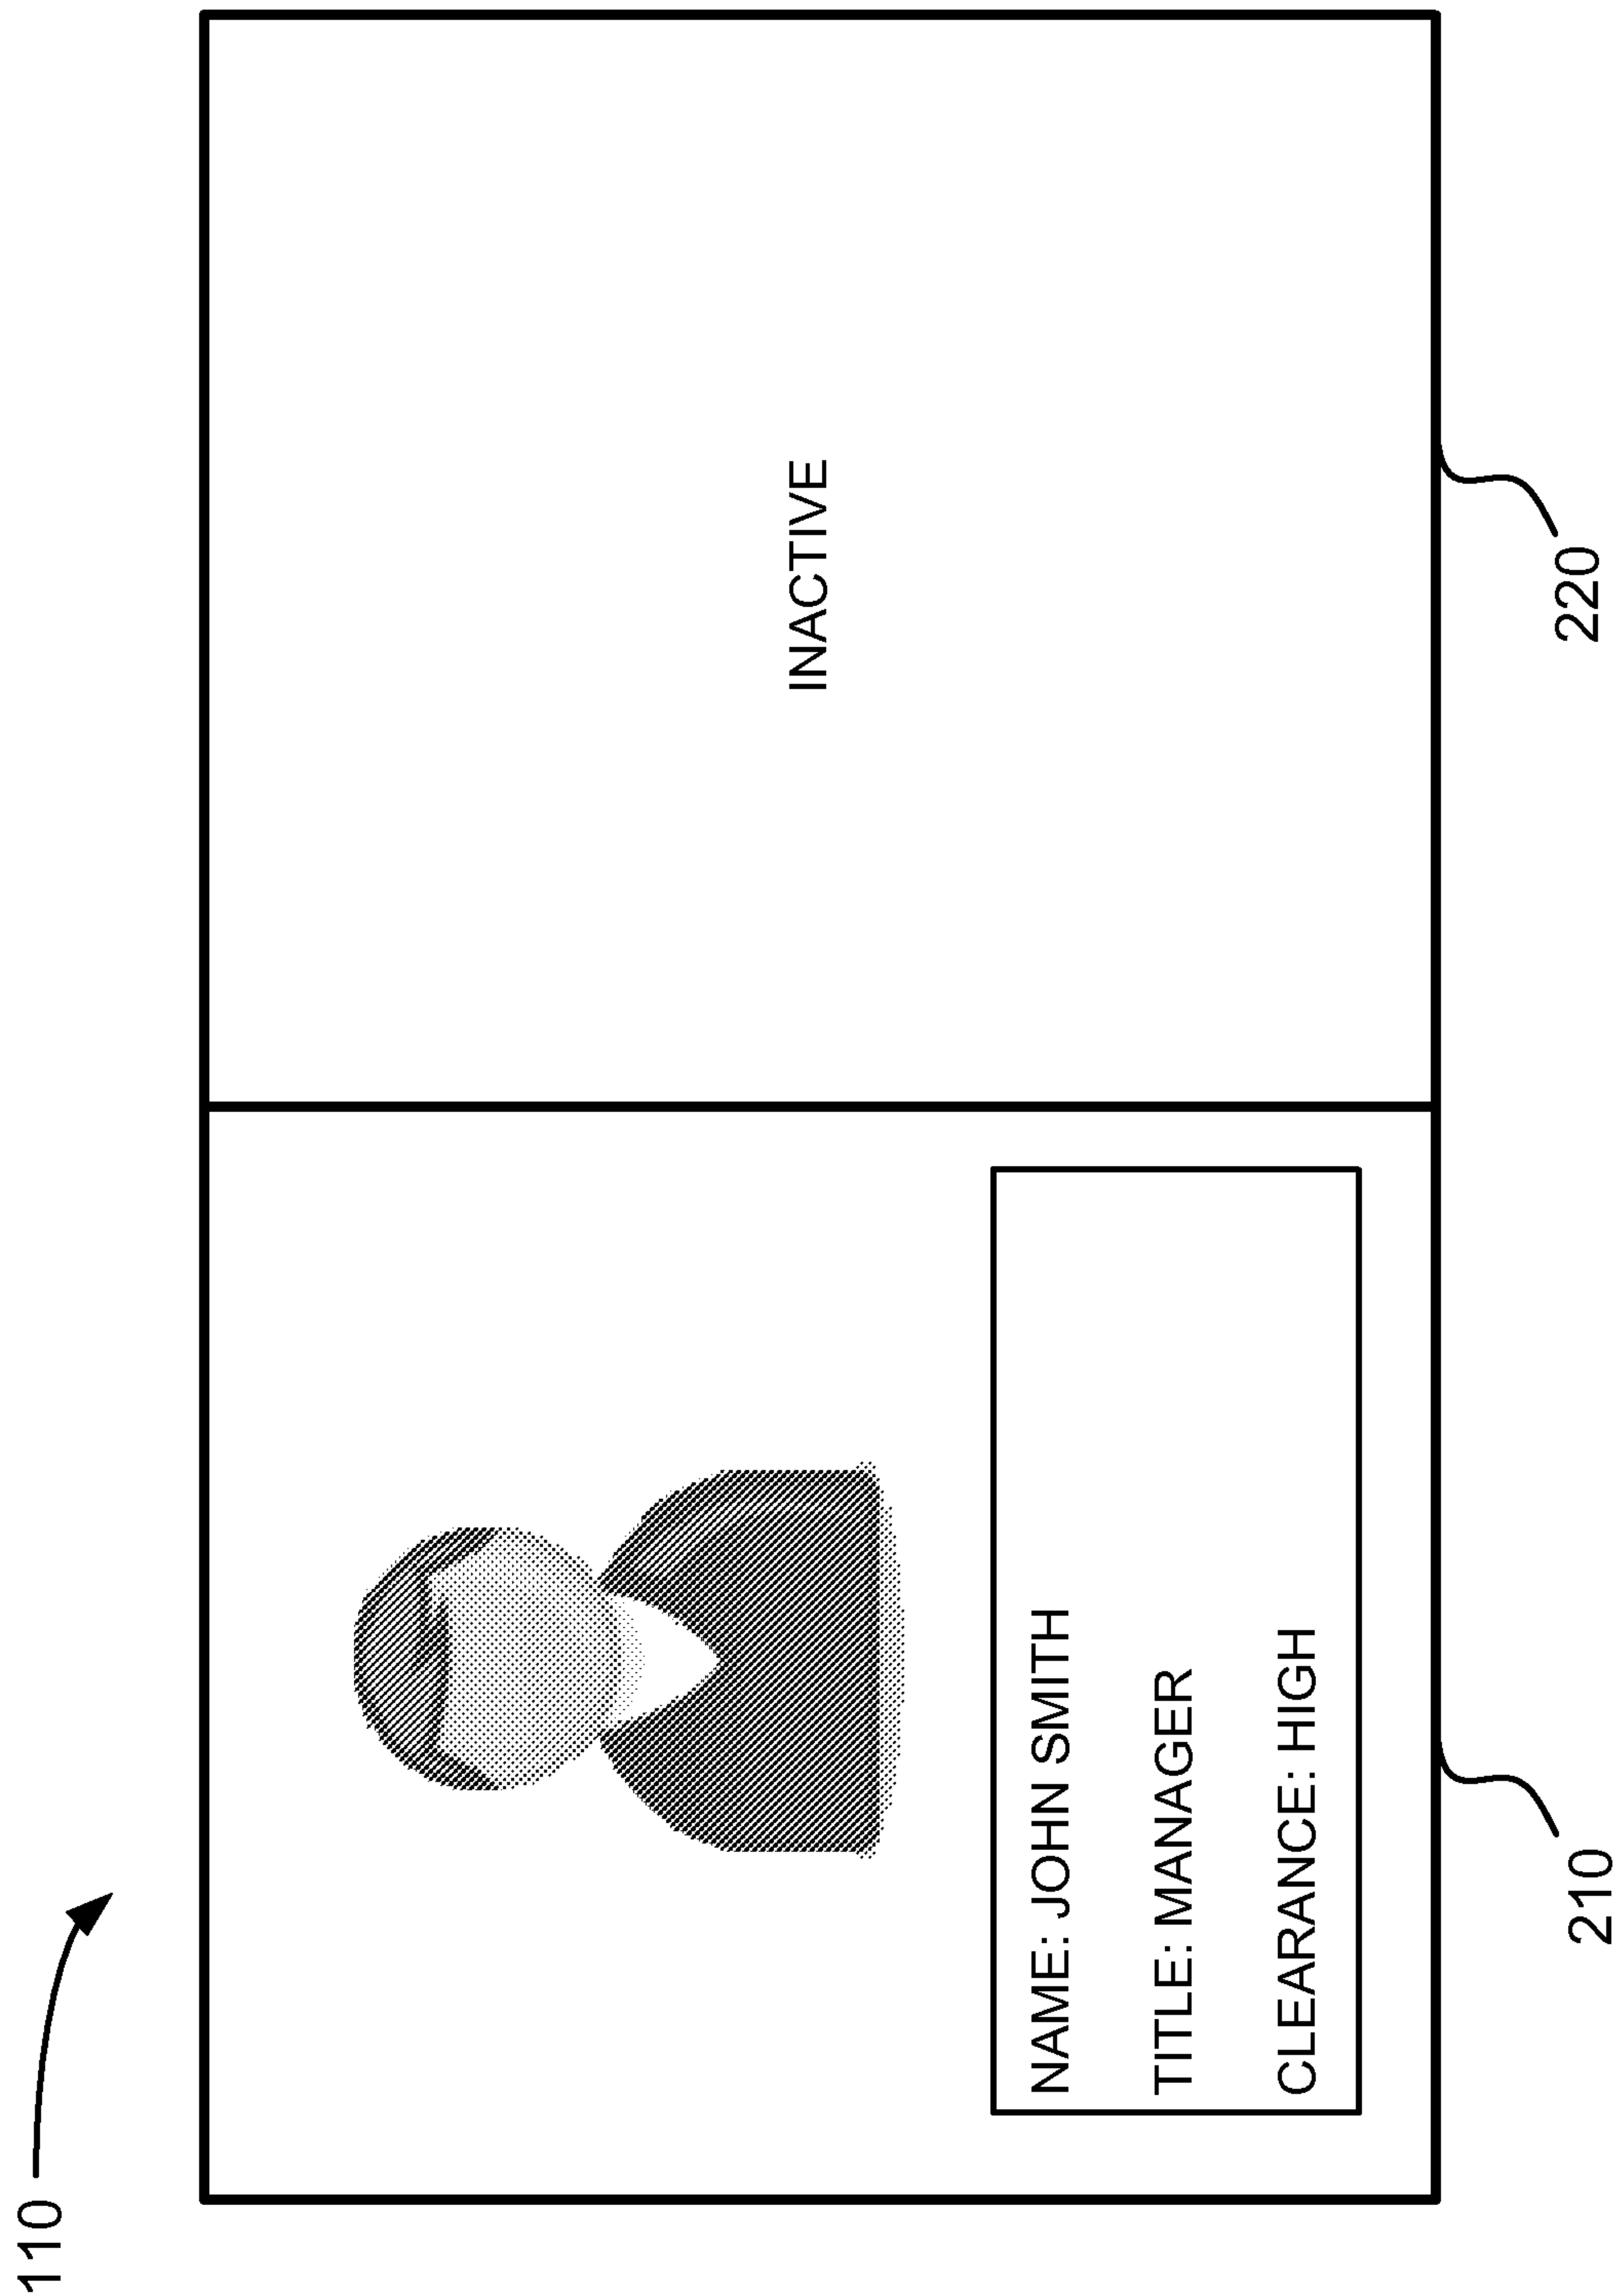 110
INACTIVE
NAME: JOHN SMITH
TITLE: MANAGER
CLEARANCE: HIGH
210
220